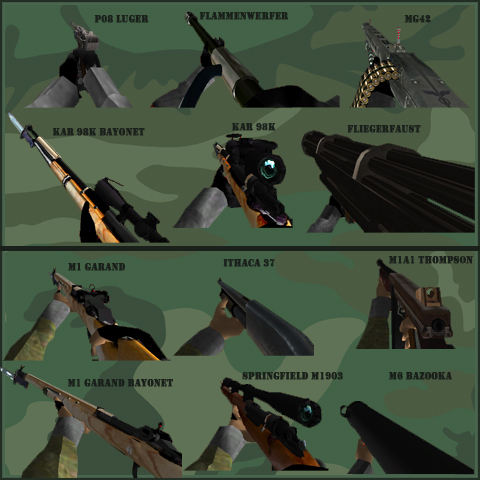 P08 LUGER
FLAMMENWERFER
MG42
KAR 98K BAYONET
KAR 98K
FLIEGERFAUST
M1 GARAND
ITHACA 37
M1A1 THOMPSON
M1 GARAND BAYONET
SPRINGFIELD M1903
M6 BAZOOKA